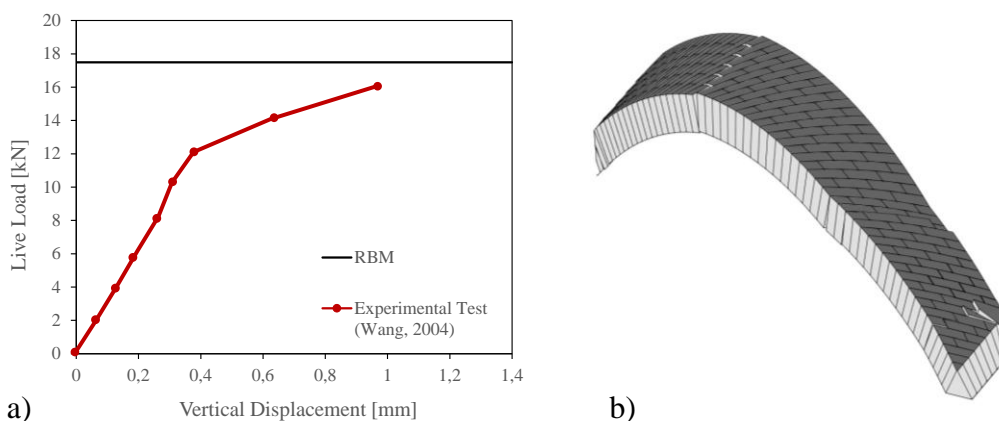 20
18
16
14
12
10
8
6
4
2
0
Live Load [kN]
RBM
Experimental Test
(Wang, 2004)
0 0,2 0,4 0,6 0,8 1 1,2 1,4
Vertical Displacement [mm]
a)
b)